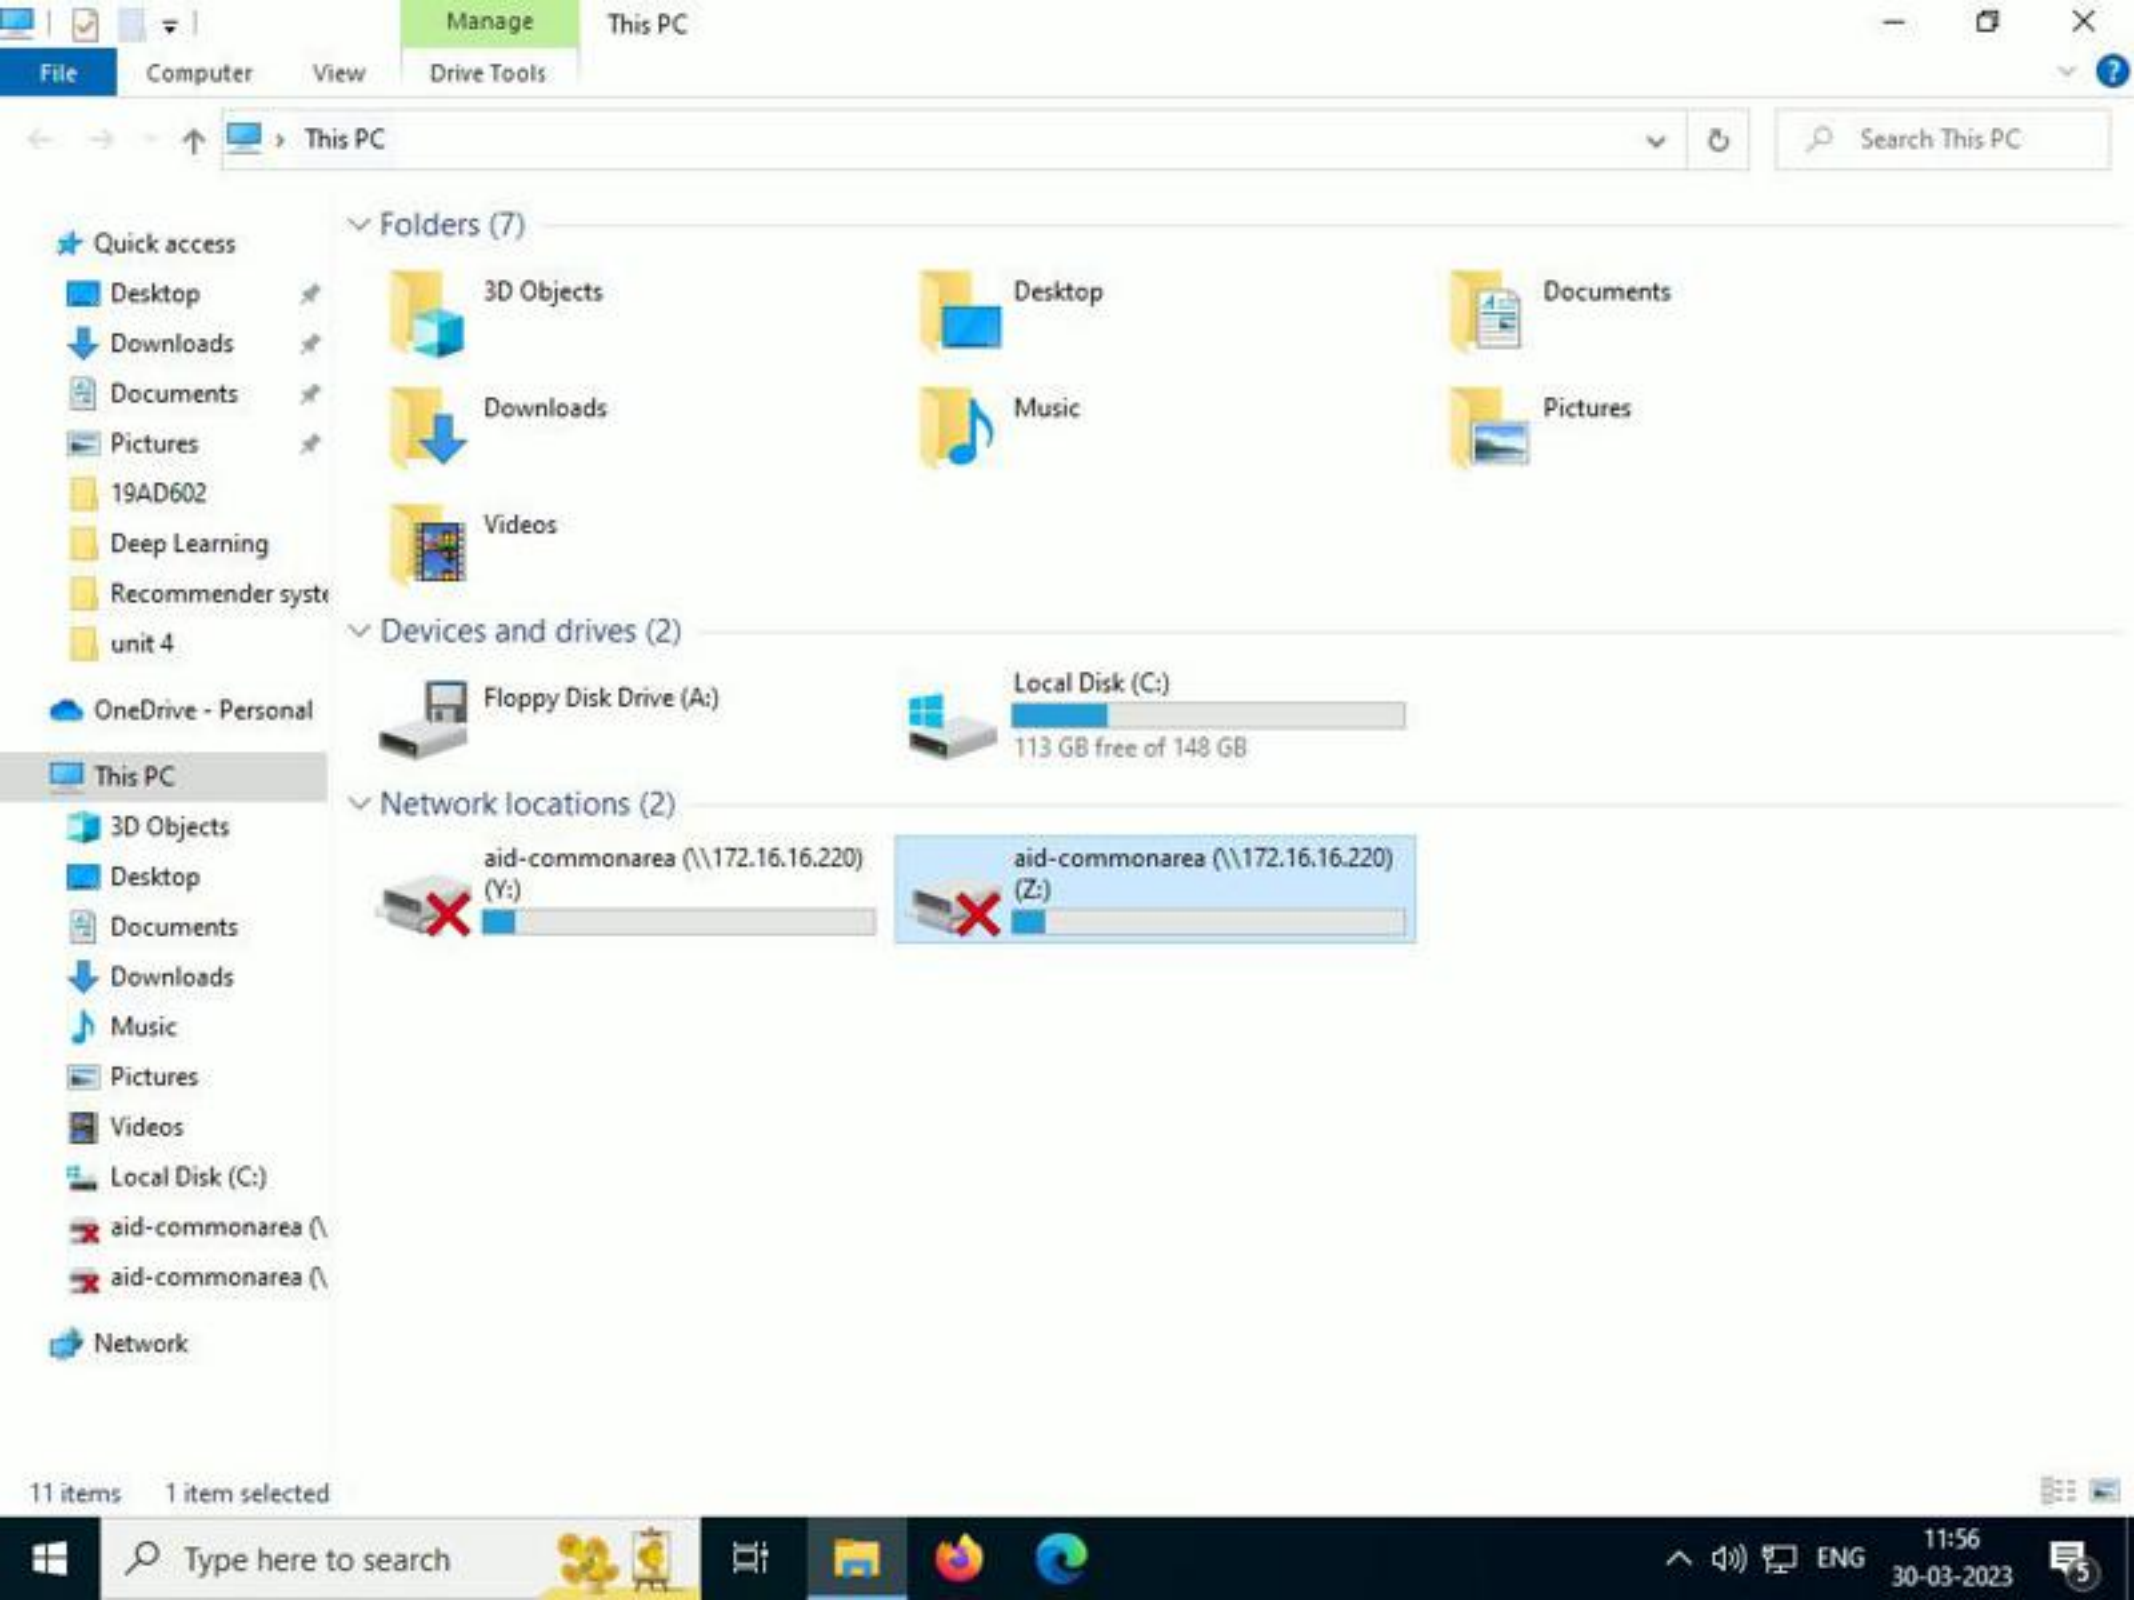 Manage
This PC
File
Computer
View
Drive Tools
This PC
Search This PC
Quick access
Desktop
Downloads
Documents
Pictures
19AD602
Deep Learning
Recommender syste
unit 4
OneDrive - Personal
This PC
3D Objects
Desktop
Documents
Downloads
Music
Pictures
Videos
Local Disk (C:)
aid-commonarea (\
aid-commonarea (\
Network
Folders (7)
3D Objects
Desktop
Documents
Downloads
Music
Pictures
Videos
Devices and drives (2)
Floppy Disk Drive (A:)
Local Disk (C:)
113 GB free of 148 GB
Network locations (2)
aid-commonarea (\\172.16.16.220)
(Y:)
aid-commonarea (\\172.16.16.220)
(Z:)
11 items
1 item selected
Type here to search
ENG
11:56
30-03-2023
5